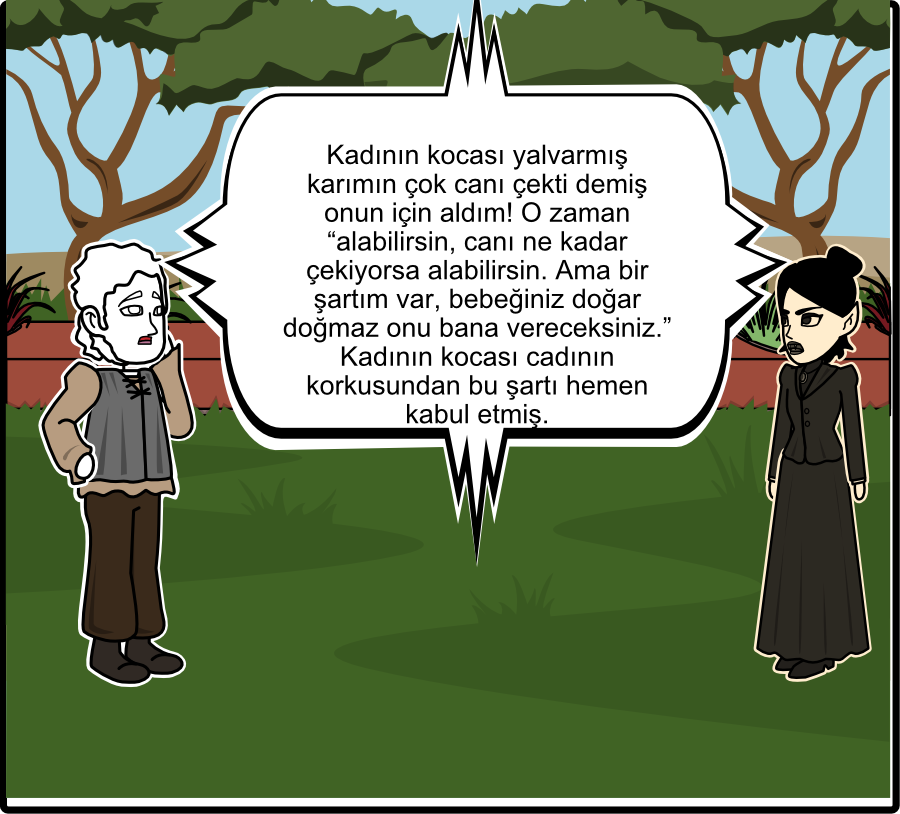 Kadının kocası yalvarmış
karımın çok canı çekti demiş
onun için aldım! O zaman
“alabilirsin, canı ne kadar
çekiyorsa alabilirsin. Ama bir
şartım var, bebeğiniz doğar
doğmaz onu bana vereceksiniz.”
Kadının kocası cadının
korkusundan bu şartı hemen
kabul etmiş.